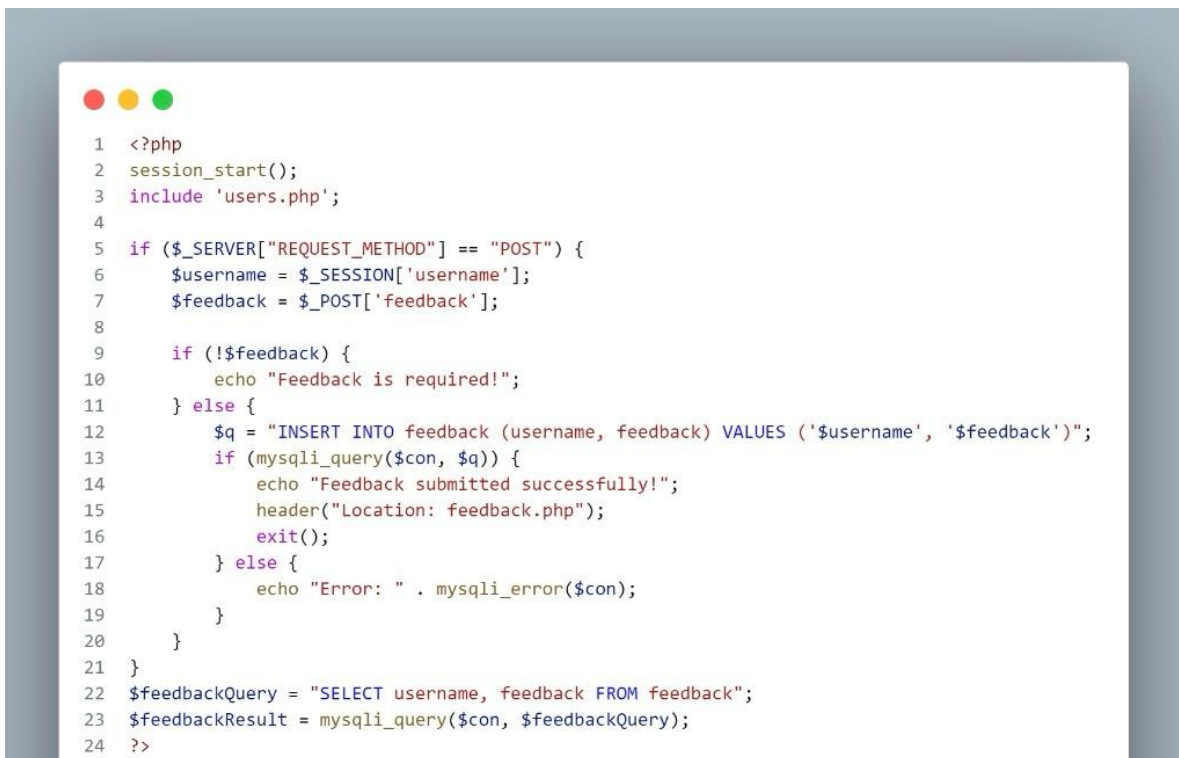 1 <?php
2 session_start();
3 include 'users.php';
4
5 if ($_SERVER["REQUEST_METHOD"] == "POST") {
6     $username = $_SESSION['username'];
7     $feedback = $_POST['feedback'];
8
9     if (!$feedback) {
10         echo "Feedback is required!";
11     } else {
12         $q = "INSERT INTO feedback (username, feedback) VALUES ('$username', '$feedback')";
13         if (mysqli_query($con, $q)) {
14             echo "Feedback submitted successfully!";
15             header("Location: feedback.php");
16             exit();
17         } else {
18             echo "Error: " . mysqli_error($con);
19         }
20     }
21 }
22 $feedbackQuery = "SELECT username, feedback FROM feedback";
23 $feedbackResult = mysqli_query($con, $feedbackQuery);
24 ?>